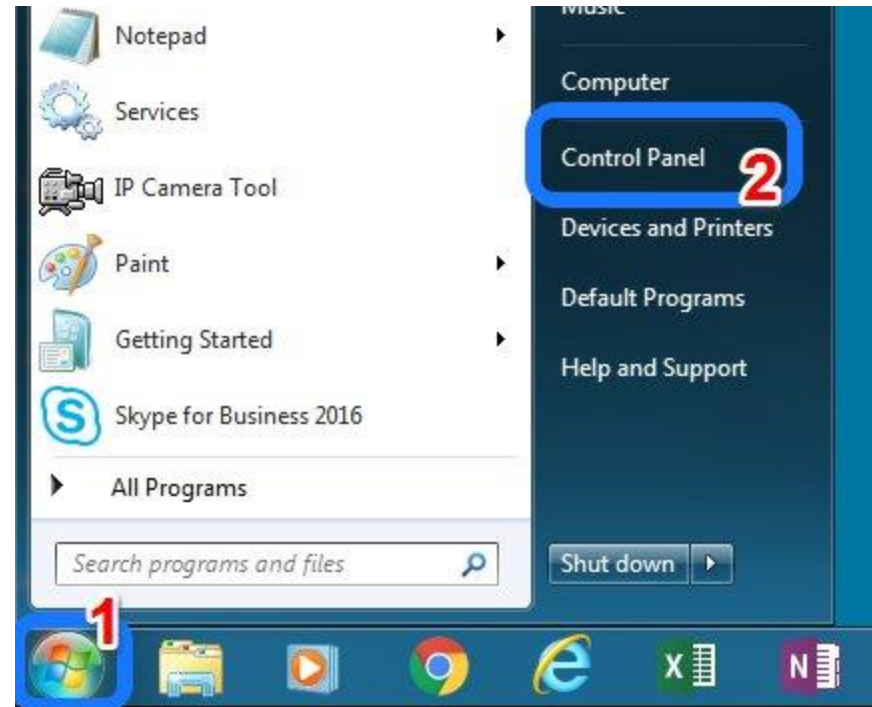 Notepad
Services
IP Camera Tool
Paint
Getting Started
Skype for Business 2016
All Programs
Search programs and files
1
Music
Computer
Control Panel
2
Devices and Printers
Default Programs
Help and Support
Shut down